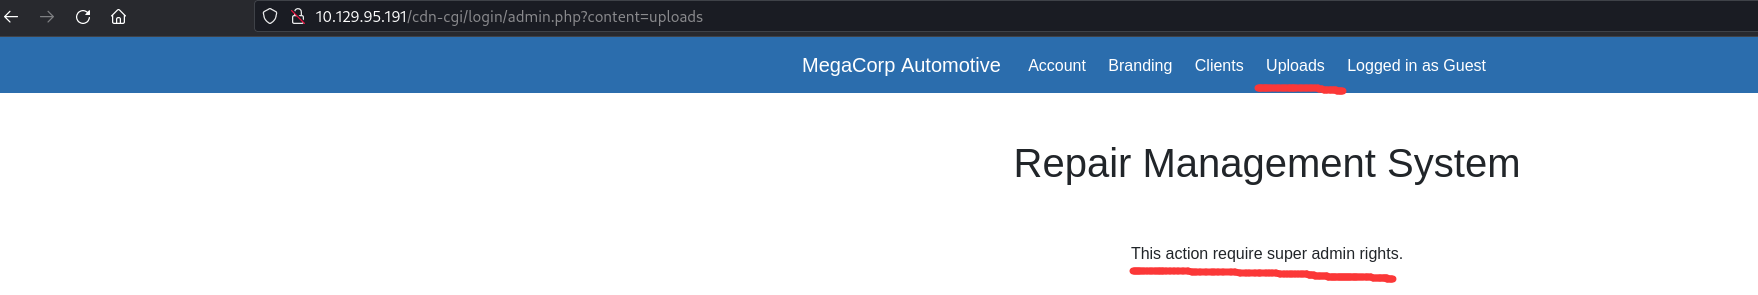 10.129.95.191/cdn-cgi/login/admin.php?content=uploads
MegaCorp Automotive Account Branding Clients Uploads Logged in as Guest
Repair Management System
This action require super admin rights.